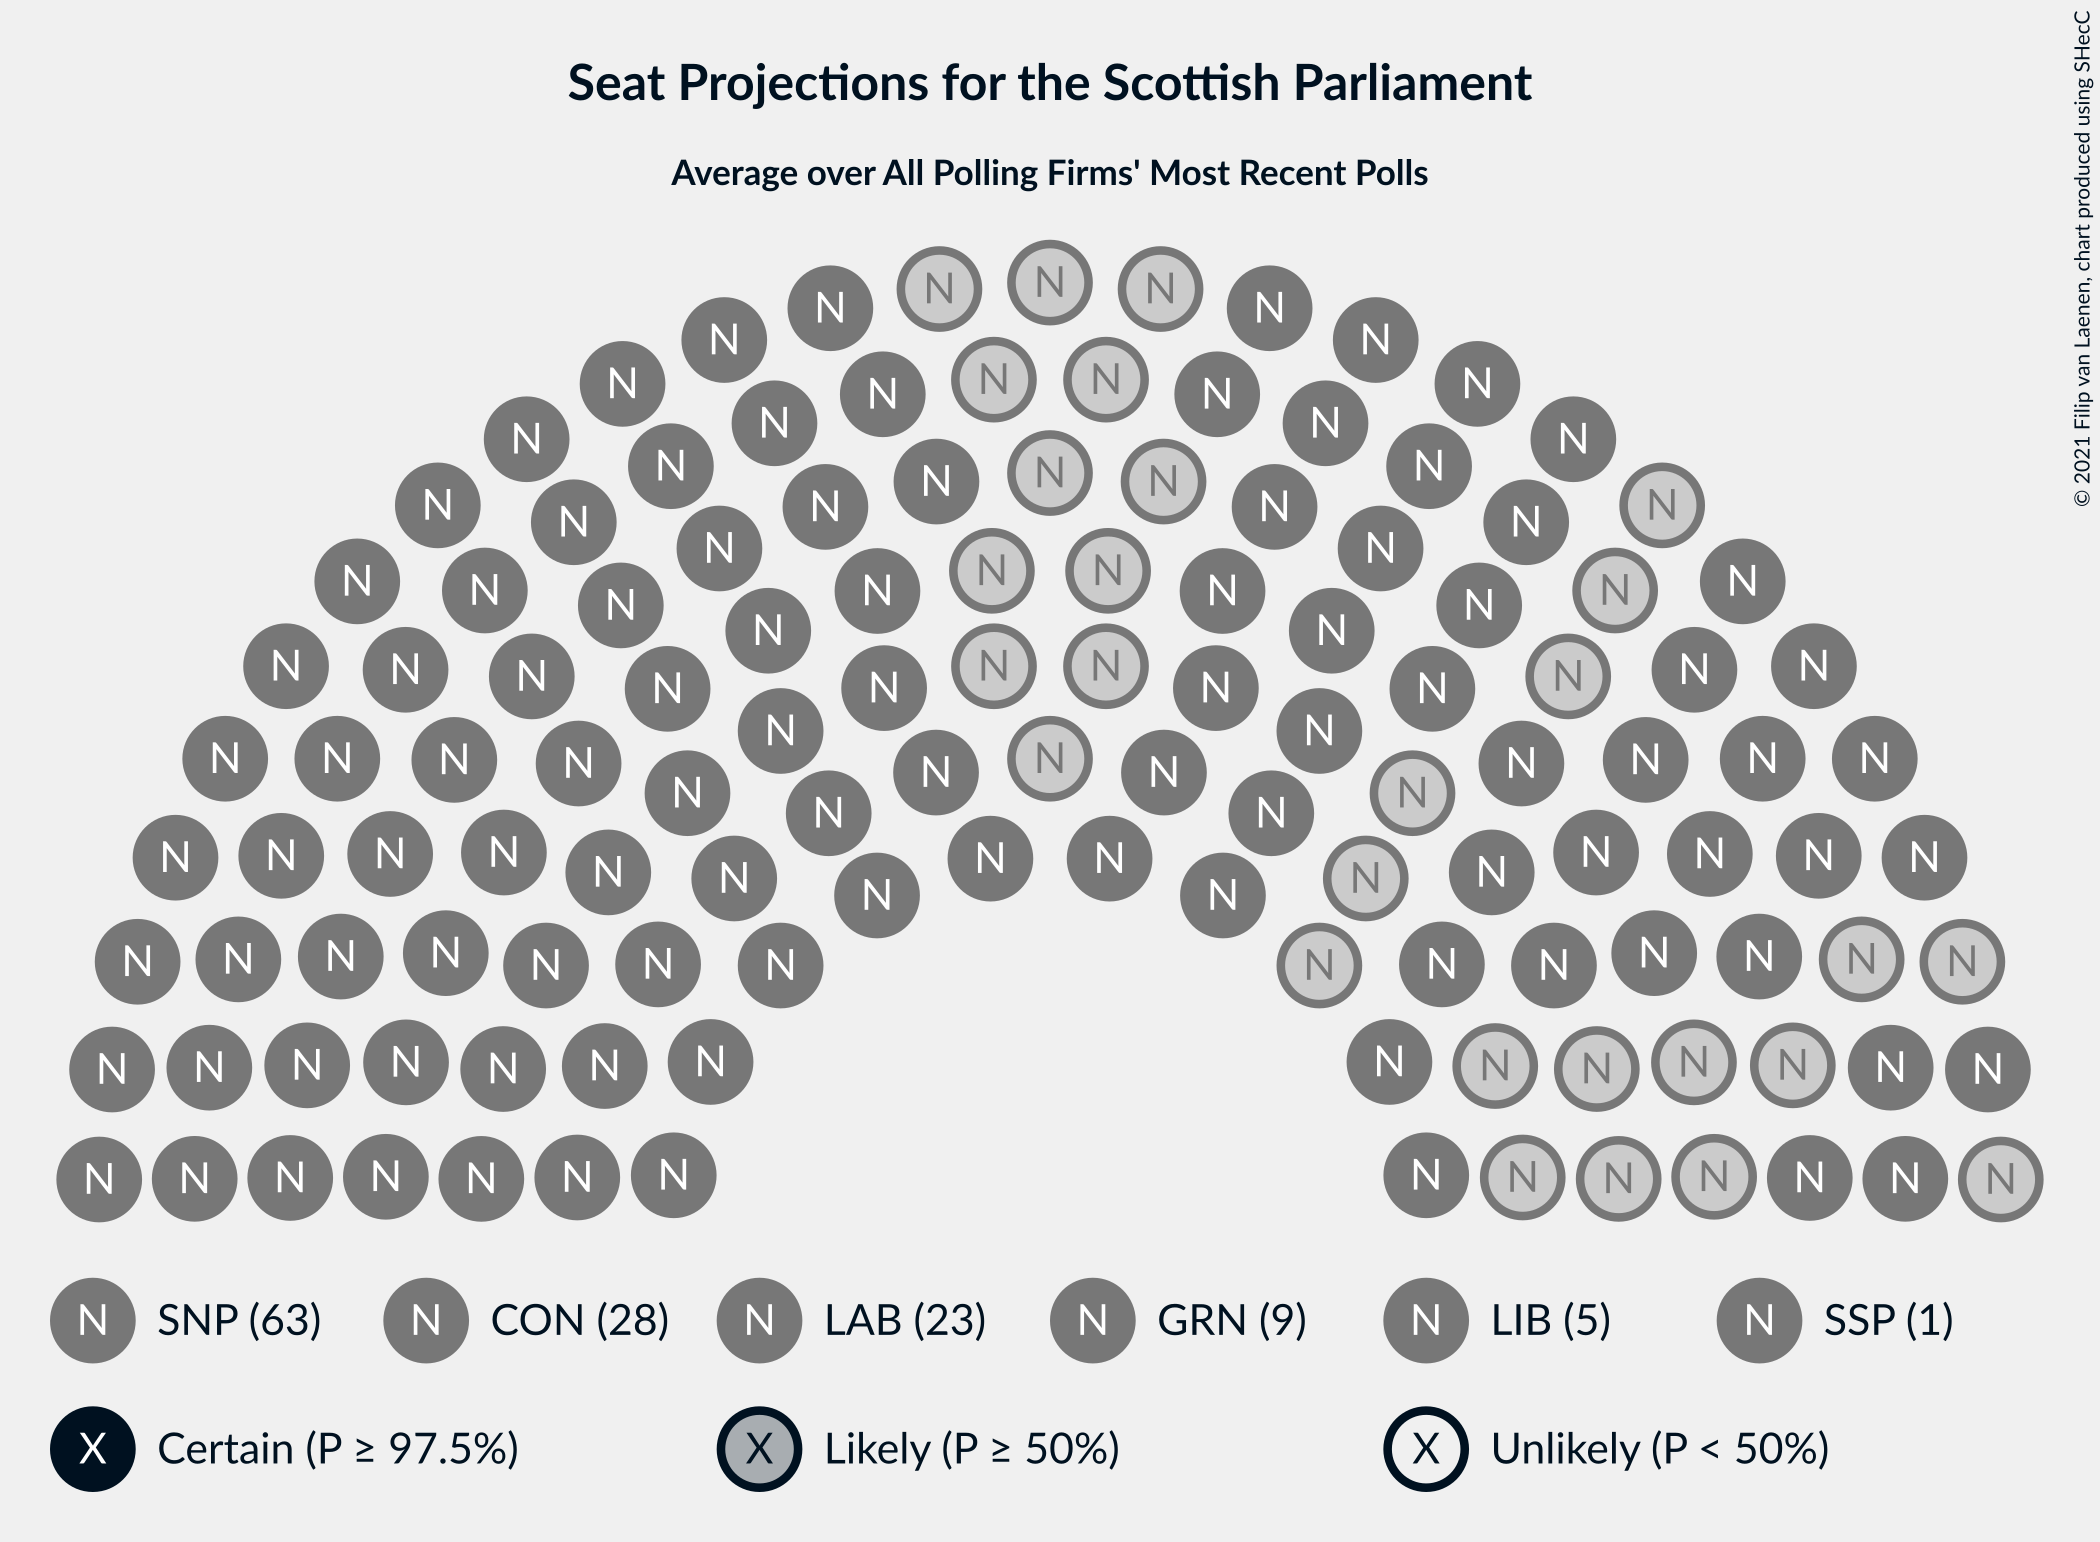 Seat Projections for the Scottish Parliament
Average over All Polling Firms' Most Recent Polls
© 2021 Filip van Laenen, chart produced using SHecC
N N N N N N N N N
N N N N N N N N
N N N N N N N
N N N N N N N N
N N N N N N N N
N N N N N N N N
N N N N N N N N
N N N N N N N N
N N N N N N N N
N N N N N N N N
N N N N N N N N
N N N N N N N N
N N N N N N N N
N N N N N N N N
N N N N N N N N
N N N N N N N N
N SNP (63) N CON (28) N LAB (23) N GRN (9) N LIB (5) N SSP (1)
X Certain (P ≥ 97.5%) X Likely (P ≥ 50%) X Unlikely (P < 50%)